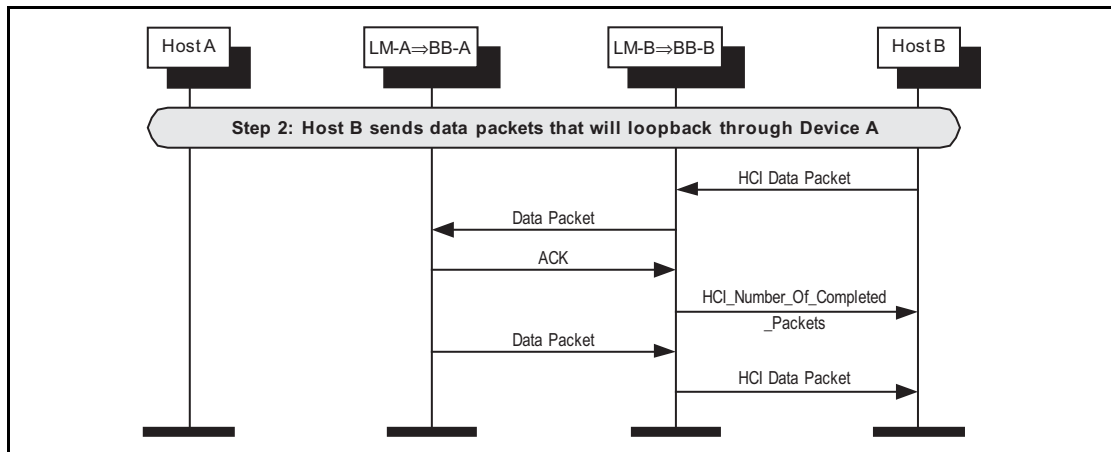 Host A
LM-A⇒BB-A
LM-B⇒BB-B
Host B
Step 2: Host B sends data packets that will loopback through Device A
HCI Data Packet
Data Packet
ACK
HCI_Number_Of_Completed
_Packets
Data Packet
HCI Data Packet